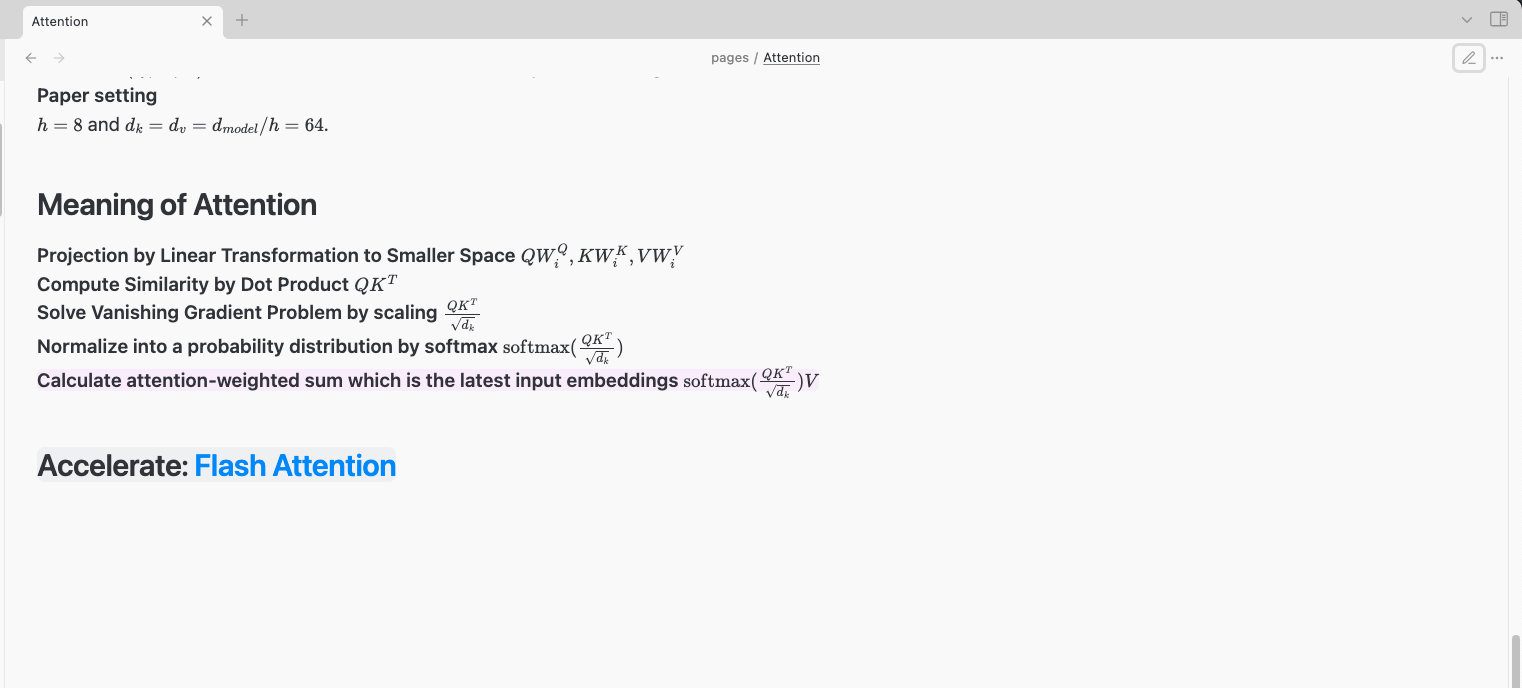 Attention
pages / Attention
Paper setting
h = 8 and d_k = d_v = d_{model}/h = 64.
Meaning of Attention
Projection by Linear Transformation to Smaller Space QW_i^Q, KW_i^K, VW_i^V
Compute Similarity by Dot Product QK^T
Solve Vanishing Gradient Problem by scaling \frac{QK^T}{\sqrt{d_k}}
Normalize into a probability distribution by softmax softmax(\frac{QK^T}{\sqrt{d_k}})
Calculate attention-weighted sum which is the latest input embeddings softmax(\frac{QK^T}{\sqrt{d_k}})V
Accelerate: Flash Attention